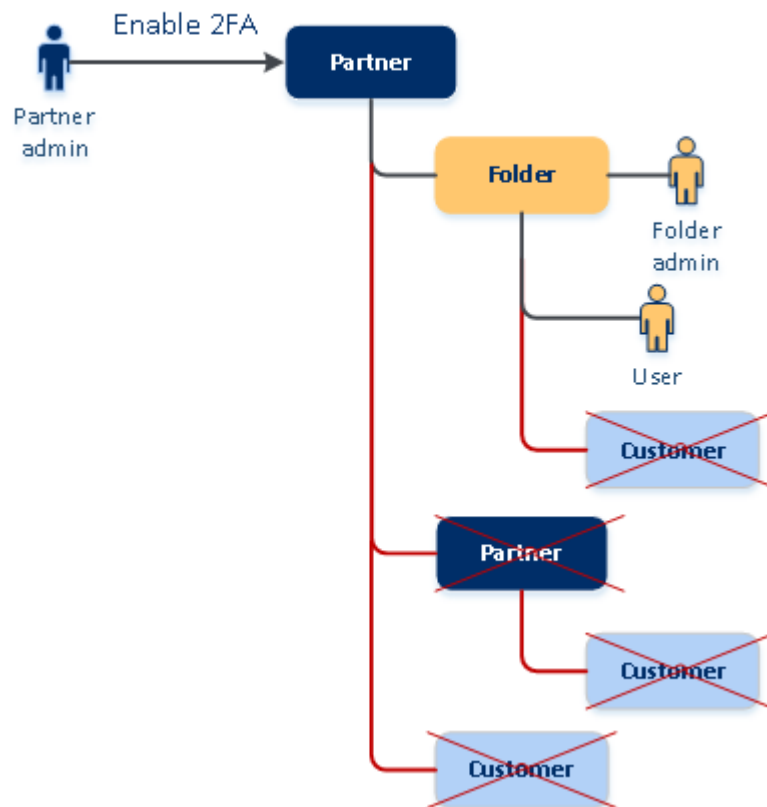 Enable 2FA
Partner
Partner
admin
Folder
Folder
admin
User
Customer
Partner
Customer
Customer